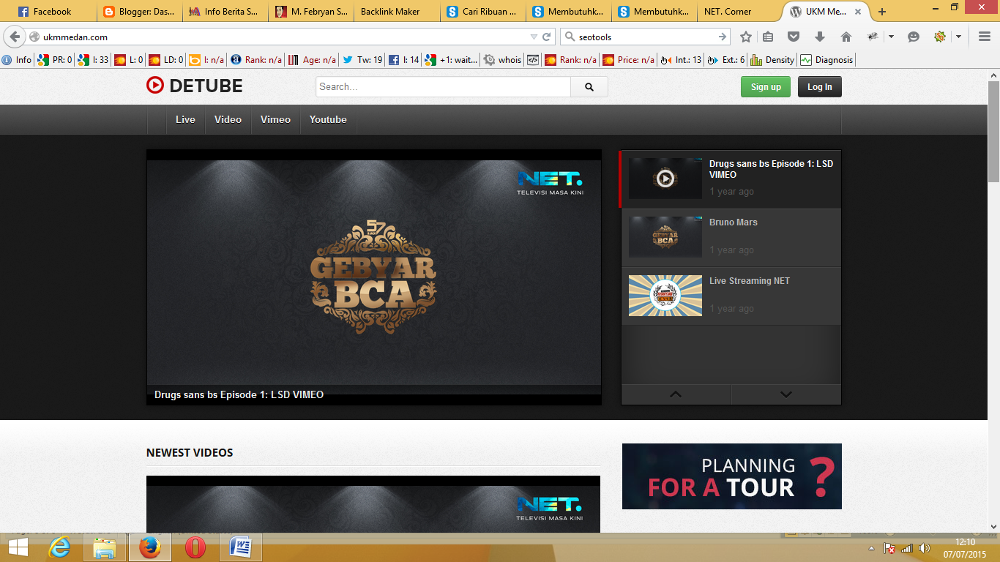 Facebook
Blogger: Das...
Info Berita S...
M. Febryan S...
Backlink Maker
Cari Ribuan ...
Membutuhk...
Membutuhk...
NET. Corner
UKM Me...
ukmmedan.com
seotools
Info
PR: 0
I: 33
L: 0
LD: 0
I: n/a
Rank: n/a
Age: n/a
Tw: 19
I: 14
+1: wait...
whois
Rank: n/a
Price: n/a
Int.: 13
Ext.: 6
Density
Diagnosis
DETUBE
Search...
Sign up
Log In
Live
Video
Vimeo
Youtube
NET.
TELEVISI MASA KINI
57
GEBYAR
BCA
Drugs sans bs Episode 1: LSD VIMEO
Drugs sans bs Episode 1: LSD
VIMEO
1 year ago
GEBYAR
BCA
Bruno Mars
1 year ago
Live Streaming NET
1 year ago
NEWEST VIDEOS
NET.
TELEVISI MASA KINI
PLANNING
FOR A TOUR ?
12:10
07/07/2015